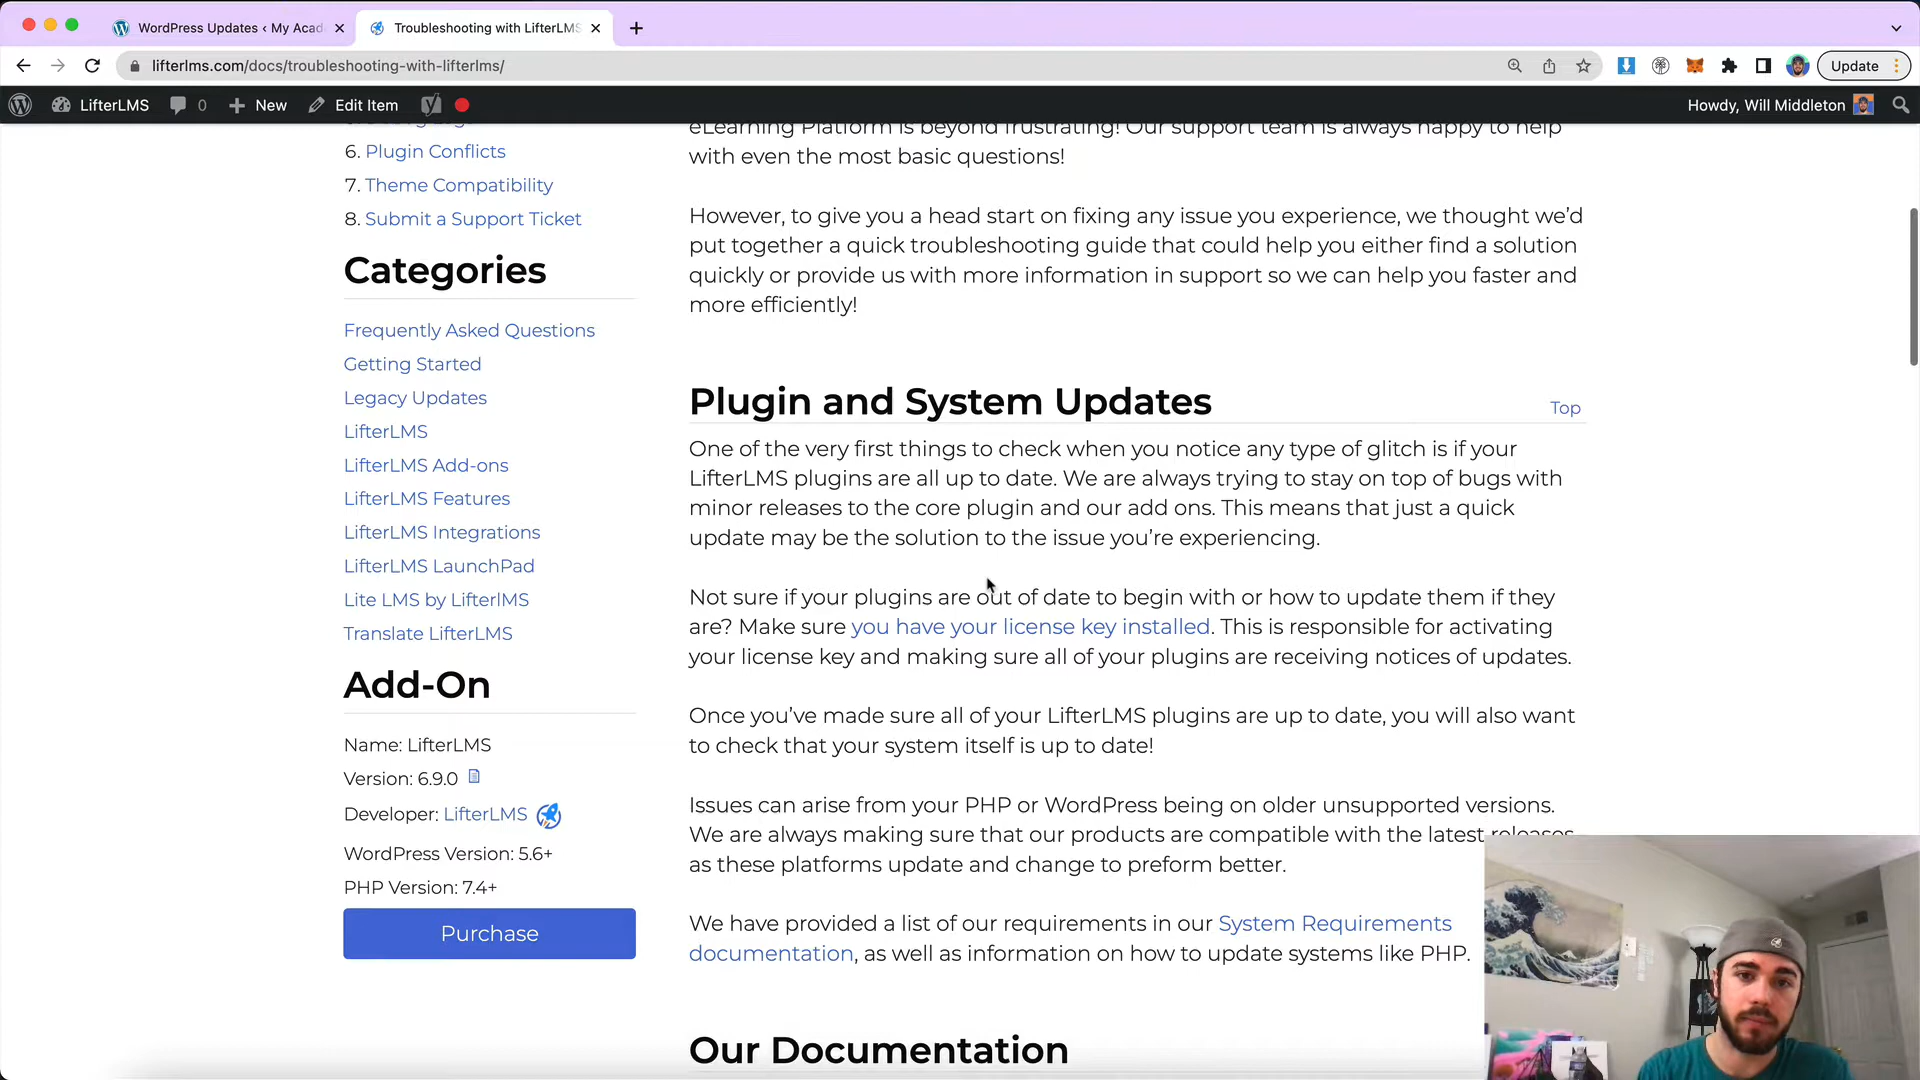 WordPress Updates ‹ My Acad
Troubleshooting with LifterLMS
lifterlms.com/docs/troubleshooting-with-lifterlms/
Update
LifterLMS
0
New
Edit Item
Howdy, Will Middleton
6. Plugin Conflicts
7. Theme Compatibility
8. Submit a Support Ticket
Categories
Frequently Asked Questions
Getting Started
Legacy Updates
LifterLMS
LifterLMS Add-ons
LifterLMS Features
LifterLMS Integrations
LifterLMS LaunchPad
Lite LMS by LifterlMS
Translate LifterLMS
Add-On
Name: LifterLMS
Version: 6.9.0
Developer: LifterLMS
WordPress Version: 5.6+
PHP Version: 7.4+
Purchase
eLearning Platform is beyond frustrating! Our support team is always happy to help
with even the most basic questions!
However, to give you a head start on fixing any issue you experience, we thought we’d
put together a quick troubleshooting guide that could help you either find a solution
quickly or provide us with more information in support so we can help you faster and
more efficiently!
Plugin and System Updates
Top
One of the very first things to check when you notice any type of glitch is if your
LifterLMS plugins are all up to date. We are always trying to stay on top of bugs with
minor releases to the core plugin and our add ons. This means that just a quick
update may be the solution to the issue you’re experiencing.
Not sure if your plugins are out of date to begin with or how to update them if they
are? Make sure you have your license key installed. This is responsible for activating
your license key and making sure all of your plugins are receiving notices of updates.
Once you’ve made sure all of your LifterLMS plugins are up to date, you will also want
to check that your system itself is up to date!
Issues can arise from your PHP or WordPress being on older unsupported versions.
We are always making sure that our products are compatible with the latest releases
as these platforms update and change to preform better.
We have provided a list of our requirements in our System Requirements
documentation, as well as information on how to update systems like PHP.
Our Documentation